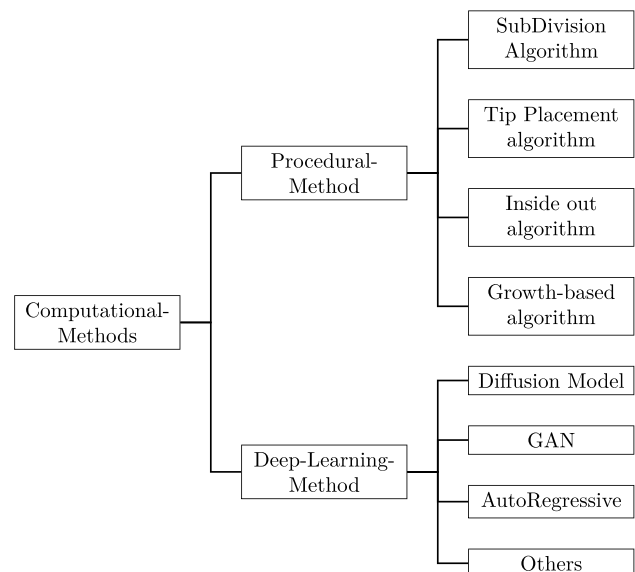 SubDivision
Algorithm
Tip Placement
algorithm
Procedural-
Method
Inside out
algorithm
Growth-based
algorithm
Computational-
Methods
Diffusion Model
GAN
Deep-Learning-
Method
AutoRegressive
Others